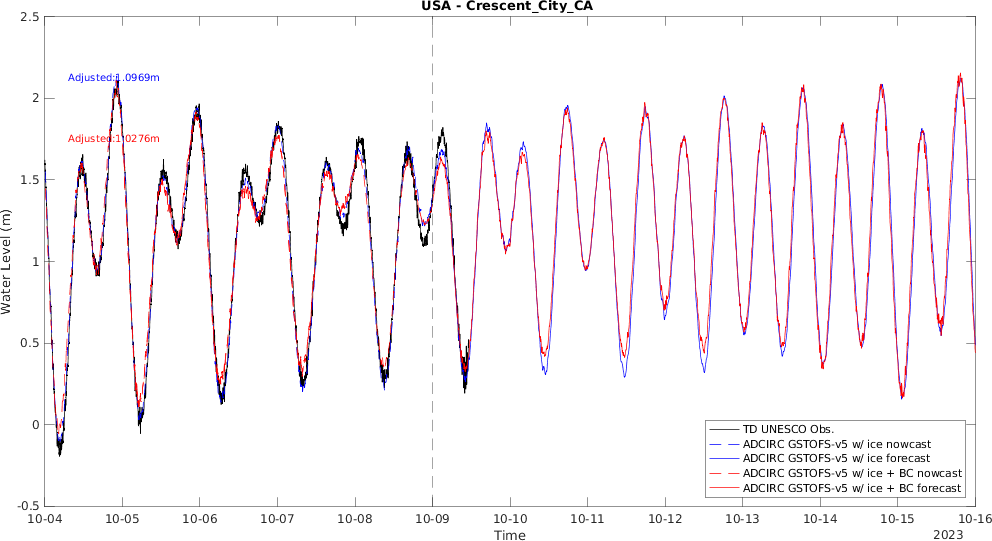 USA - Crescent_City_CA
2.5
2
1.5
1
0.5
0
-0.5
Water Level (m)
Adjusted:1.0969m
Adjusted:1.0276m
TD UNESCO Obs.
ADCIRC GSTOFS-v5 w/ ice nowcast
ADCIRC GSTOFS-v5 w/ ice forecast
ADCIRC GSTOFS-v5 w/ ice + BC nowcast
ADCIRC GSTOFS-v5 w/ ice + BC forecast
10-04 10-05 10-06 10-07 10-08 10-09 10-10 10-11 10-12 10-13 10-14 10-15 10-16
Time
2023